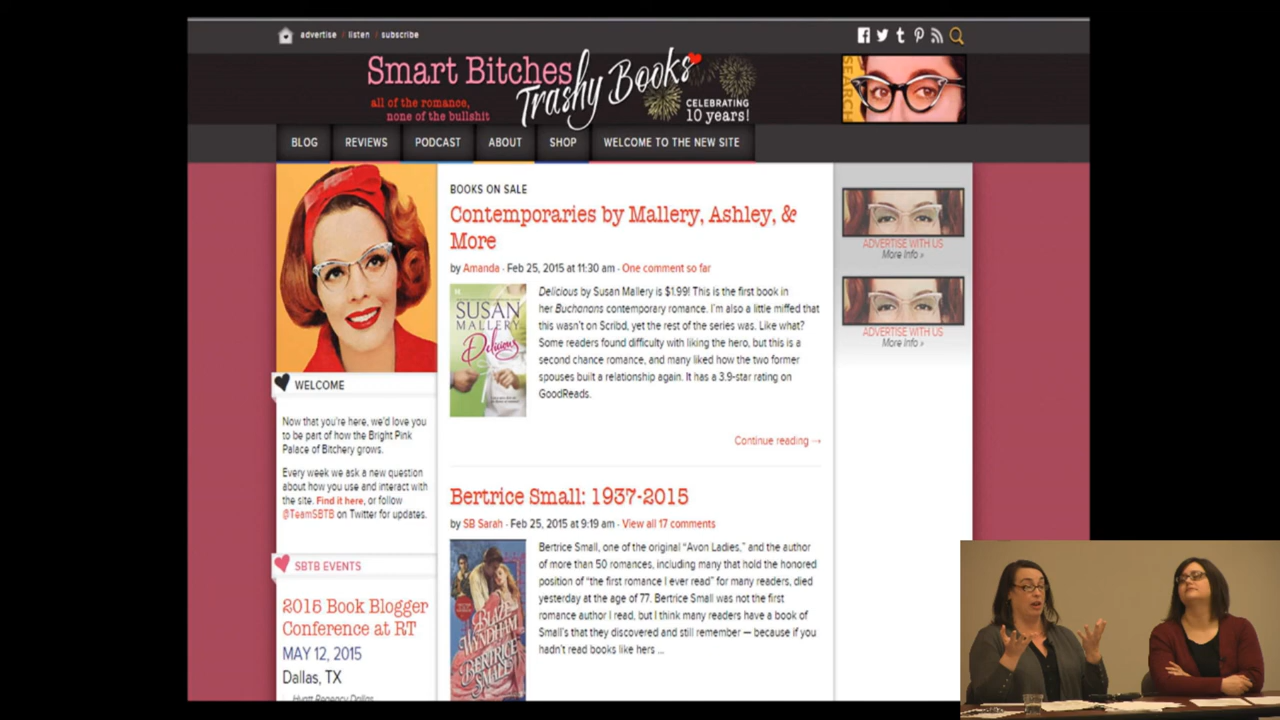 advertise / listen / subscribe
Smart Bitches
Trashy Books
all of the romance,
none of the bullshit
CELEBRATING
10 years!
SEARCH
BLOG
REVIEWS
PODCAST
ABOUT
SHOP
WELCOME TO THE NEW SITE
WELCOME
Now that you're here, we'd love you
to be part of how the Bright Pink
Palace of Bitchery grows.
Every week we ask a new question
about how you use and interact with
the site. Find it here, or follow
@TeamSBTB on Twitter for updates.
SBTB EVENTS
2015 Book Blogger
Conference at RT
MAY 12, 2015
Dallas, TX
Hyatt Regency Dallas
BOOKS ON SALE
Contemporaries by Mallery, Ashley, &
More
by Amanda · Feb 25, 2015 at 11:30 am · One comment so far
SUSAN
MALLERY
Delicious
Delicious by Susan Mallery is $1.99! This is the first book in
her Buchanans contemporary romance. I'm also a little miffed that
this wasn't on Scribd, yet the rest of the series was. Like what?
Some readers found difficulty with liking the hero, but this is a
second chance romance, and many liked how the two former
spouses built a relationship again. It has a 3.9-star rating on
GoodReads.
Continue reading →
Bertrice Small: 1937-2015
by SB Sarah · Feb 25, 2015 at 9:19 am · View all 17 comments
BLAZE
WYNDHAM
BERTRICE
SMALL
Bertrice Small, one of the original "Avon Ladies," and the author
of more than 50 romances, including many that hold the honored
position of "the first romance I ever read" for many readers, died
yesterday at the age of 77. Bertrice Small was not the first
romance author I read, but I think many readers have a book of
Small's that they discovered and still remember — because if you
hadn't read books like hers ...
ADVERTISE WITH US
More Info »
ADVERTISE WITH US
More Info »